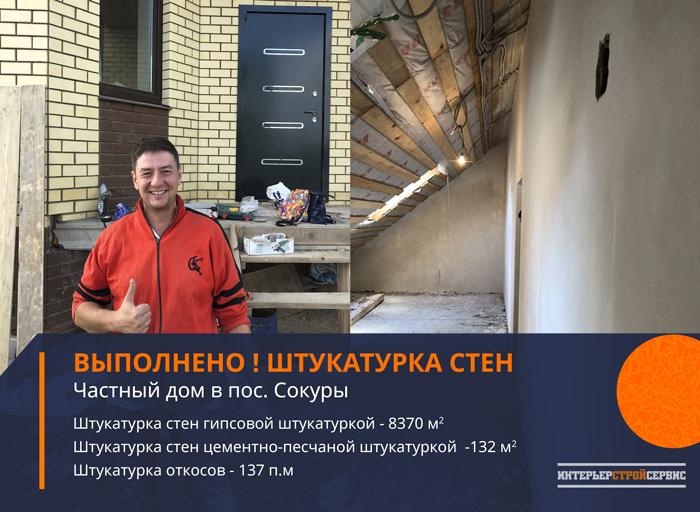 ВЫПОЛНЕНО ! ШТУКАТУРКА СТЕН
Частный дом в пос. Сокуры
Штукатурка стен гипсовой штукатуркой - 8370 м²
Штукатурка стен цементно-песчаной штукатуркой -132 м²
Штукатурка откосов - 137 п.м
ИНТЕРЬЕРСТРОЙСЕРВИС